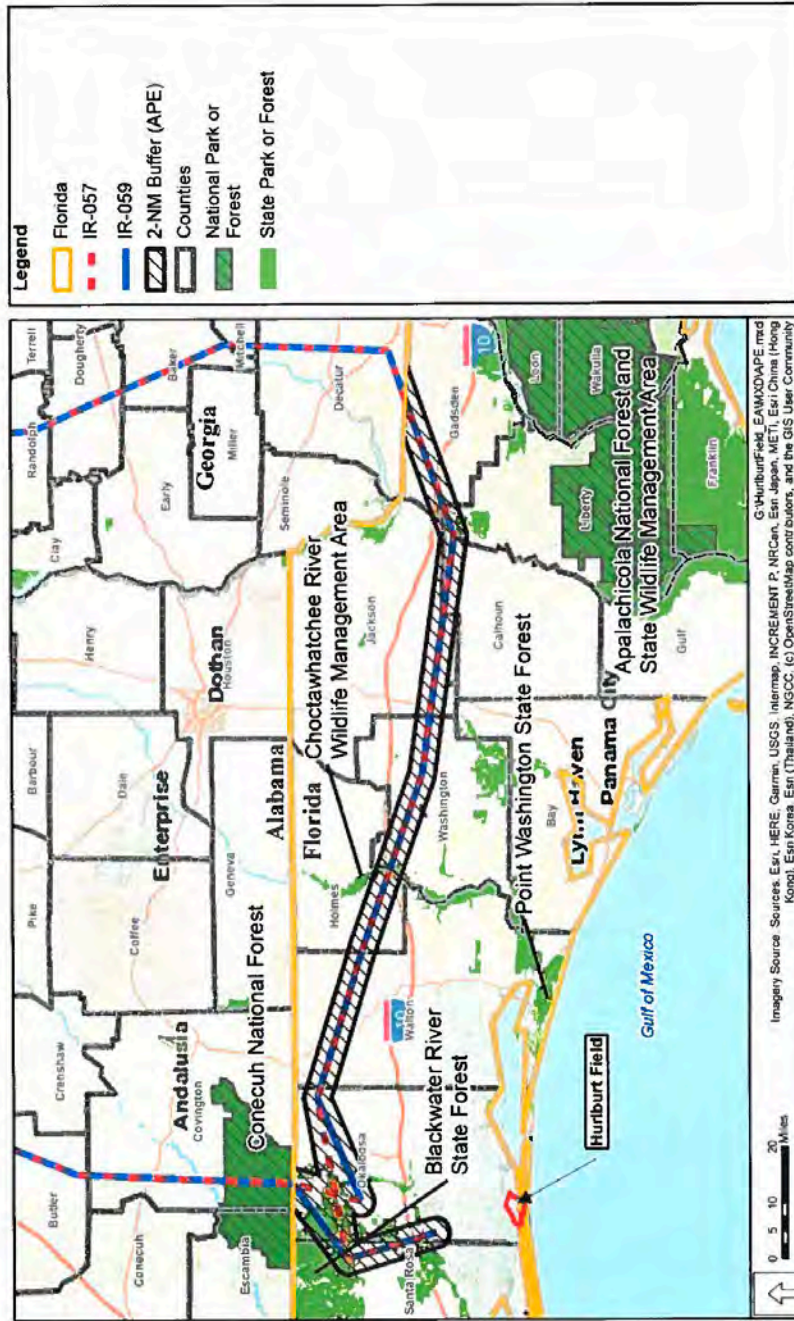 Legend
Florida
IR-057
IR-059
2-NM Buffer (APE)
Counties
National Park or
Forest
State Park or Forest
Butler
Crenshaw
Pike
Barbour
Henry
Clay
Randolph
Terrell
Dougherty
Conecuh
Andalusia
Covington
Coffee
Enterprise
Dale
Dothan
Houston
Early
Baker
Georgia
Miller
Mitchell
Escambia
Conecuh National Forest
Geneva
Alabama
Florida
Seminole
Decatur
Holmes
Choctawhatchee River
Wildlife Management Area
Jackson
Gadsden
Santa Rosa
Okaloosa
Blackwater River
State Forest
10
Walton
Washington
10
Point Washington State Forest
Calhoun
Liberty
Leon
Wakulla
Bay
Lynn Haven
Panama City
Apalachicola National Forest and
State Wildlife Management Area
Gulf
Franklin
Hurlburt Field
Gulf of Mexico
0 5 10 20
Miles
G:\HurlburtField_EA\MXD\APE.mxd
Imagery Source: Sources: Esri, HERE, Garmin, USGS, Intermap, INCREMENT P, NRCan, Esri Japan, METI, Esri China (Hong
Kong), Esri Korea, Esri (Thailand), NGCC, (c) OpenStreetMap contributors, and the GIS User Community